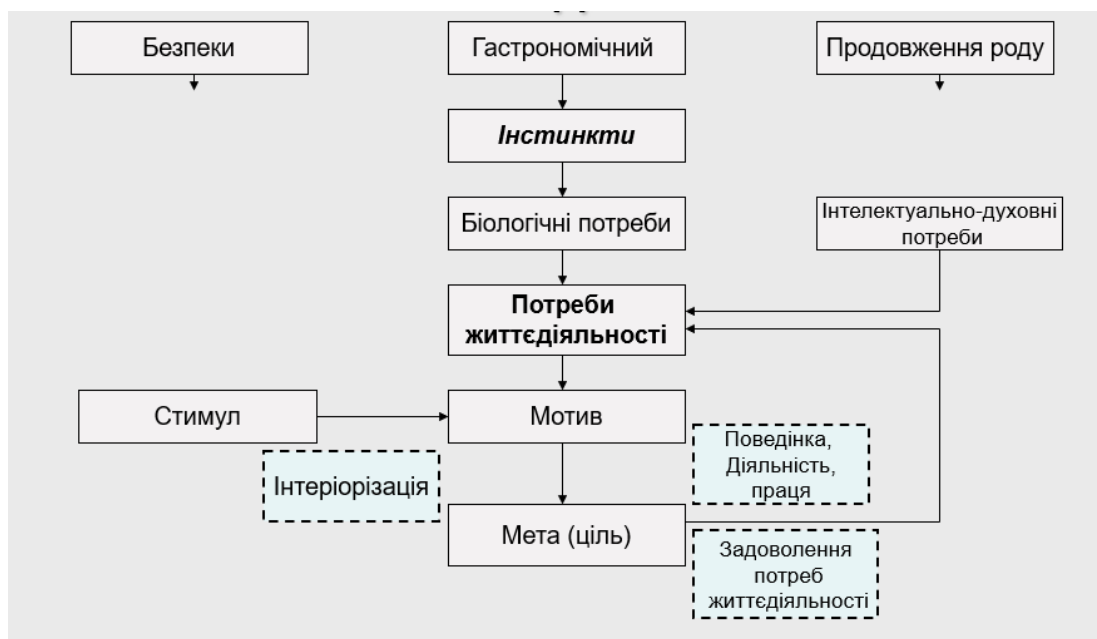 Безпеки
Гастрономічний
Продовження роду
Інстинкти
Біологічні потреби
Інтелектуально-духовні
потреби
Потреби
життєдіяльності
Стимул
Мотив
Поведінка,
Діяльність,
праця
Інтеріорізація
Мета (ціль)
Задоволення
потреб
життєдіяльності